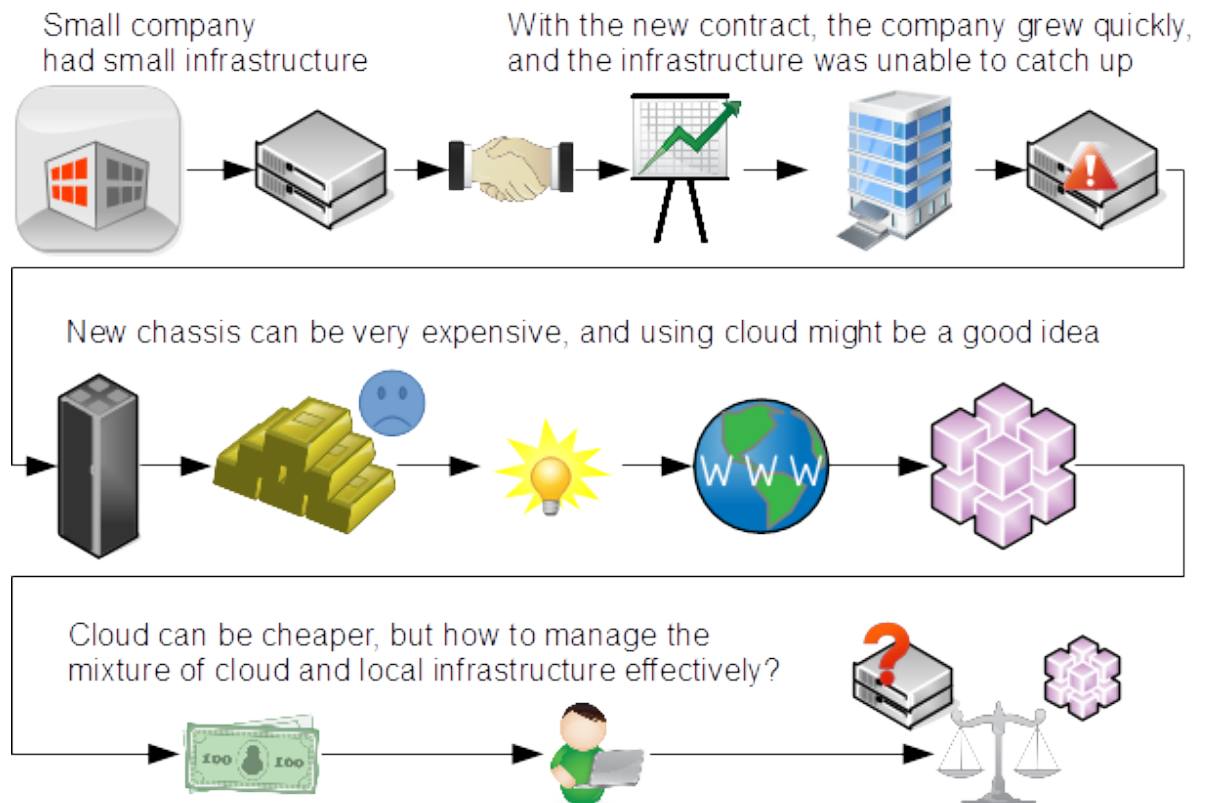 Small company
had small infrastructure
With the new contract, the company grew quickly,
and the infrastructure was unable to catch up
New chassis can be very expensive, and using cloud might be a good idea
W W W
Cloud can be cheaper, but how to manage the
mixture of cloud and local infrastructure effectively?
?
100 100